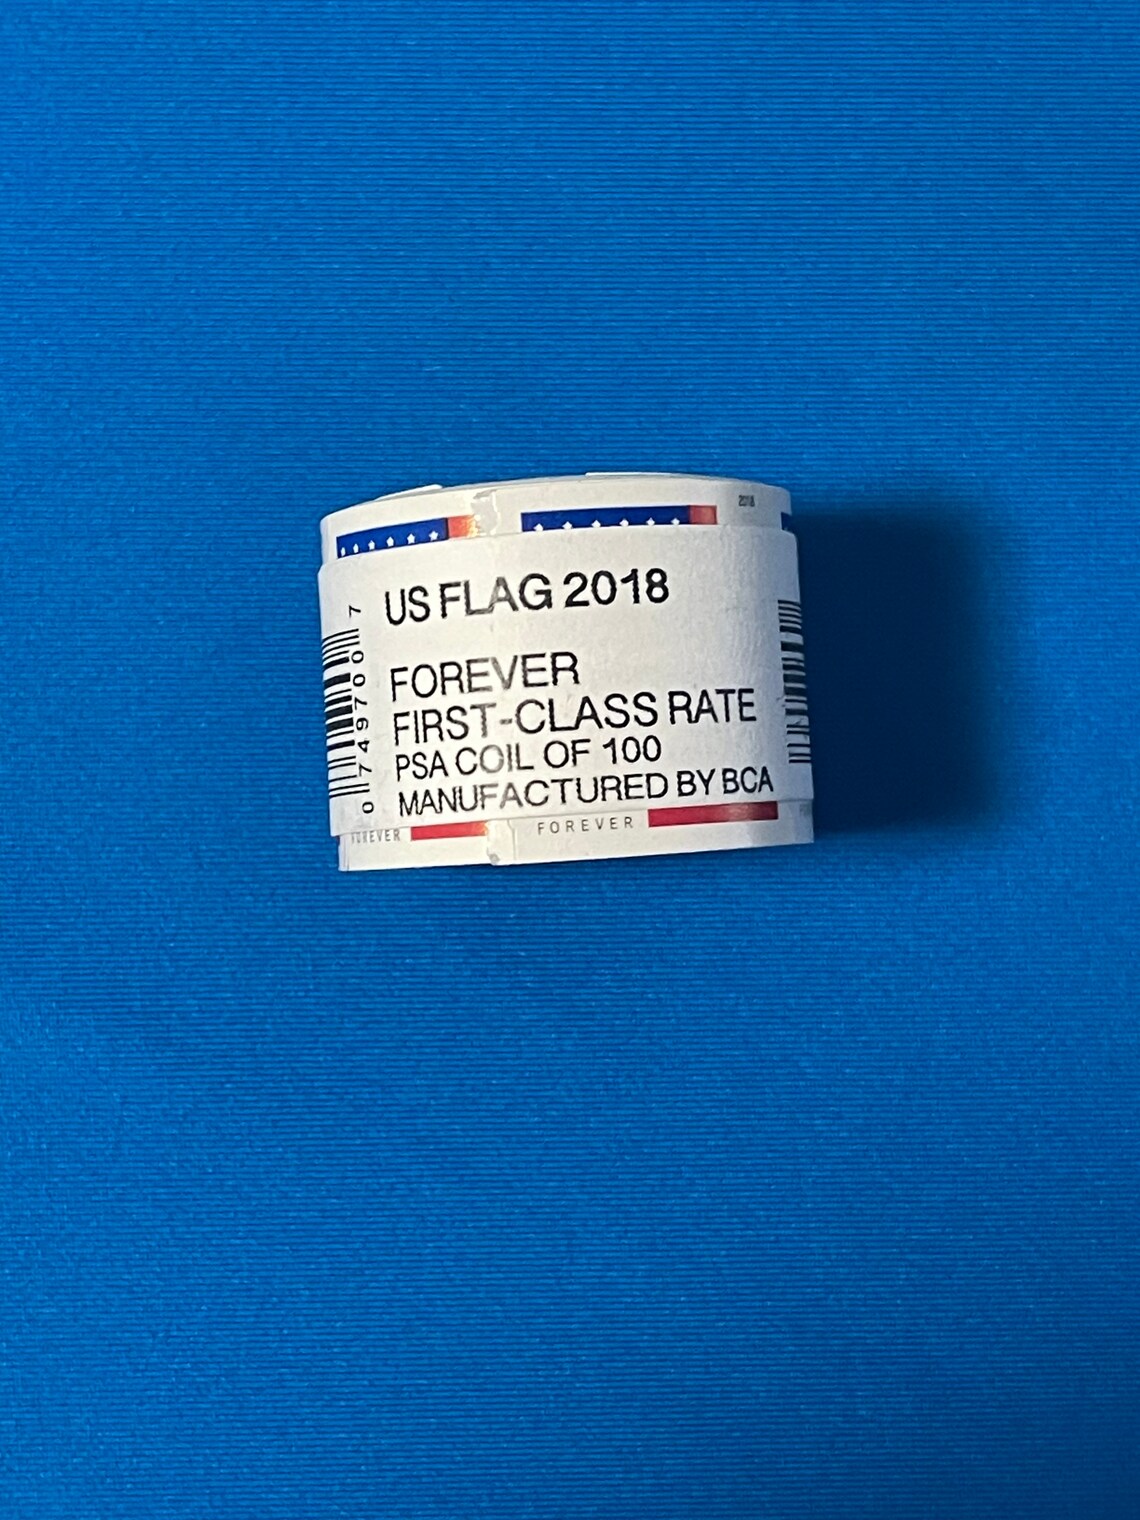 2018
US FLAG 2018
FOREVER
FIRST-CLASS RATE
PSA COIL OF 100
MANUFACTURED BY BCA
0 749700 7
FOREVER
FOREVER